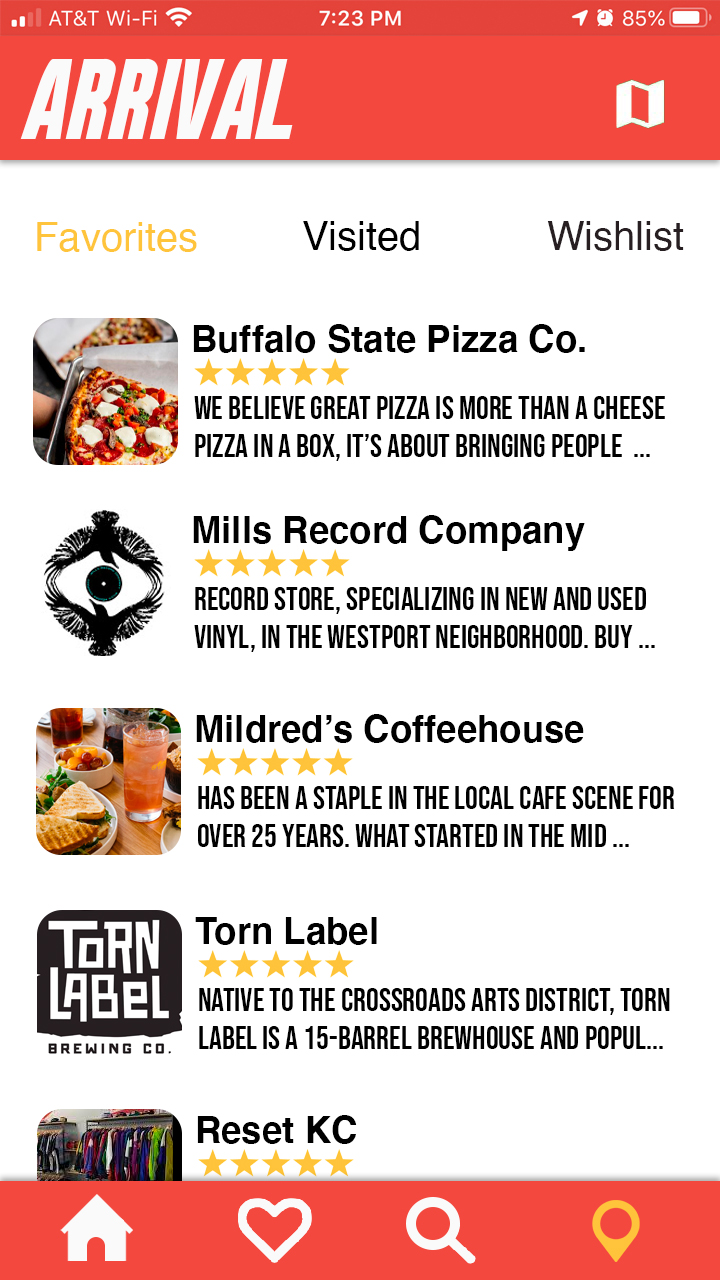 AT&T Wi-Fi 7:23 PM 85%
ARRIVAL
Favorites Visited Wishlist
Buffalo State Pizza Co.
WE BELIEVE GREAT PIZZA IS MORE THAN A CHEESE
PIZZA IN A BOX, IT’S ABOUT BRINGING PEOPLE ...
Mills Record Company
RECORD STORE, SPECIALIZING IN NEW AND USED
VINYL, IN THE WESTPORT NEIGHBORHOOD. BUY ...
Mildred’s Coffeehouse
HAS BEEN A STAPLE IN THE LOCAL CAFE SCENE FOR
OVER 25 YEARS. WHAT STARTED IN THE MID ...
TORN
LABEL
BREWING CO.
Torn Label
NATIVE TO THE CROSSROADS ARTS DISTRICT, TORN
LABEL IS A 15-BARREL BREWHOUSE AND POPUL...
Reset KC